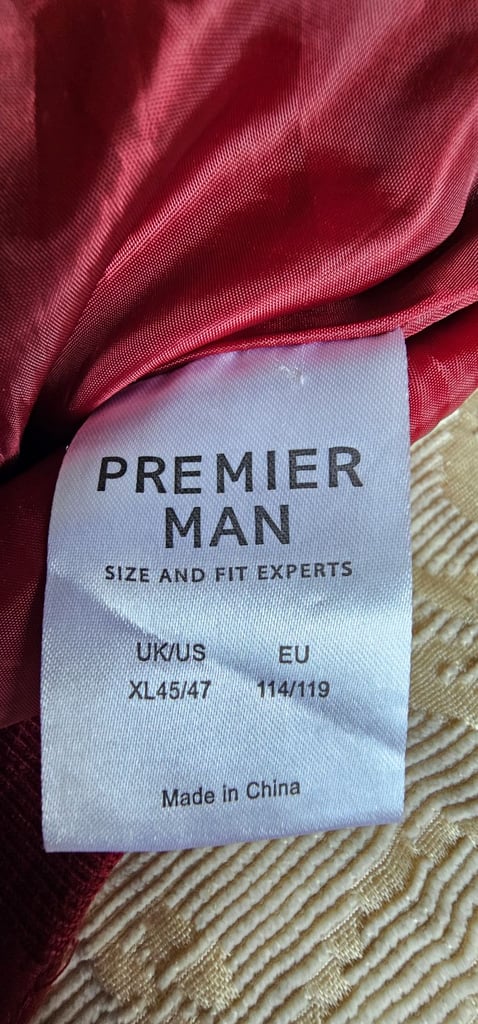 PREMIER
MAN
SIZE AND FIT EXPERTS
UK/US EU
XL45/47 114/119
Made in China